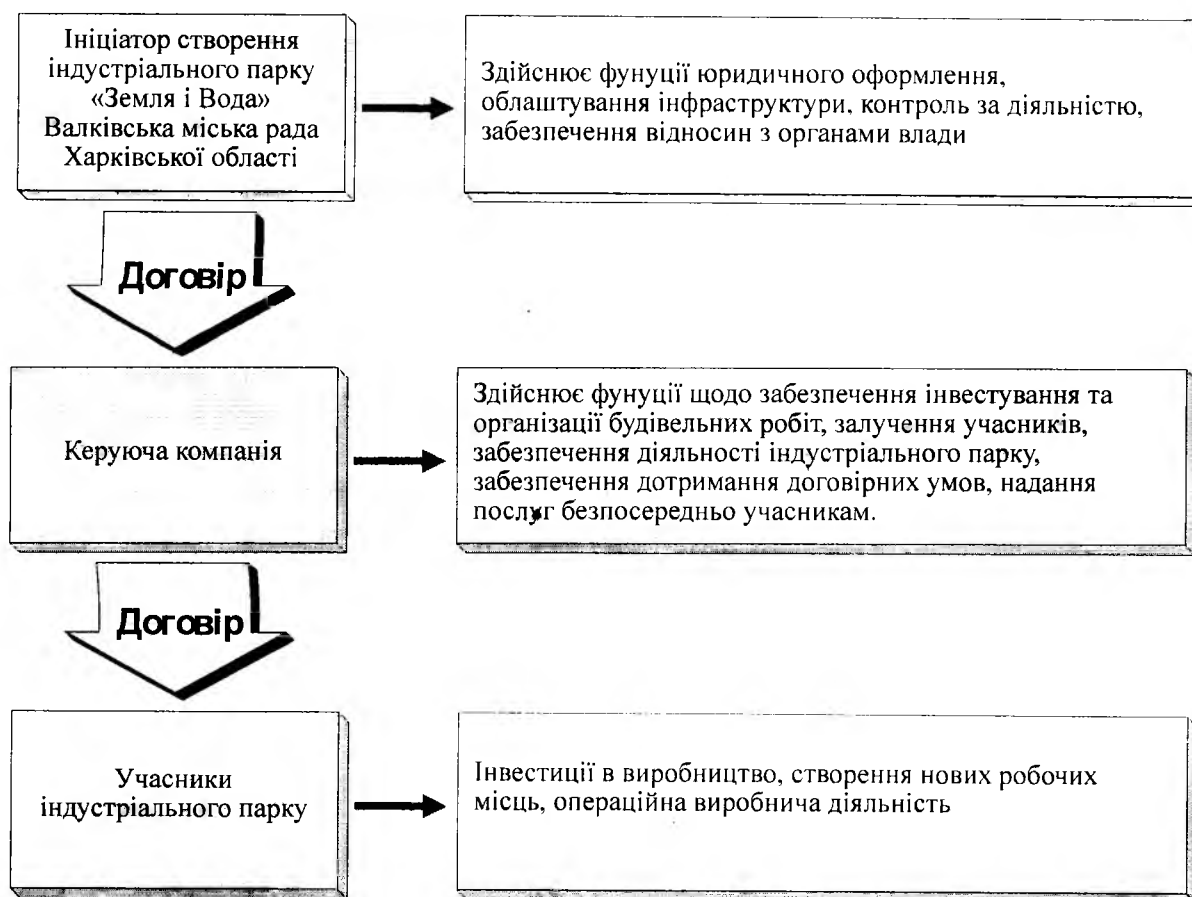 Ініціатор створення
індустріального парку
«Земля і Вода»
Валківська міська рада
Харківської області
Здійснює фунуції юридичного оформлення,
облаштування інфраструктури, контроль за діяльністю,
забезпечення відносин з органами влади
Договір
Керуюча компанія
Здійснює фунуції щодо забезпечення інвестування та
організації будівельних робіт, залучення учасників,
забезпечення діяльності індустріального парку,
забезпечення дотримання договірних умов, надання
послуг безпосередньо учасникам.
Договір
Учасники
індустріального парку
Інвестиції в виробництво, створення нових робочих
місць, операційна виробнича діяльність